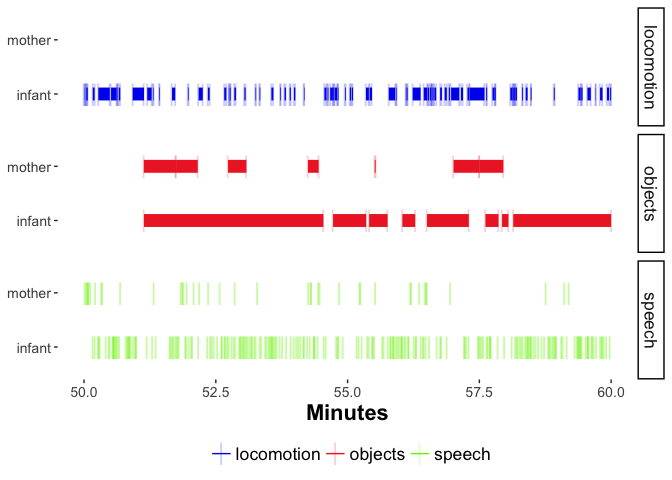 mother
infant
locomotion
mother
infant
objects
mother
infant
speech
50.0 52.5 55.0 57.5 60.0
Minutes
locomotion objects speech